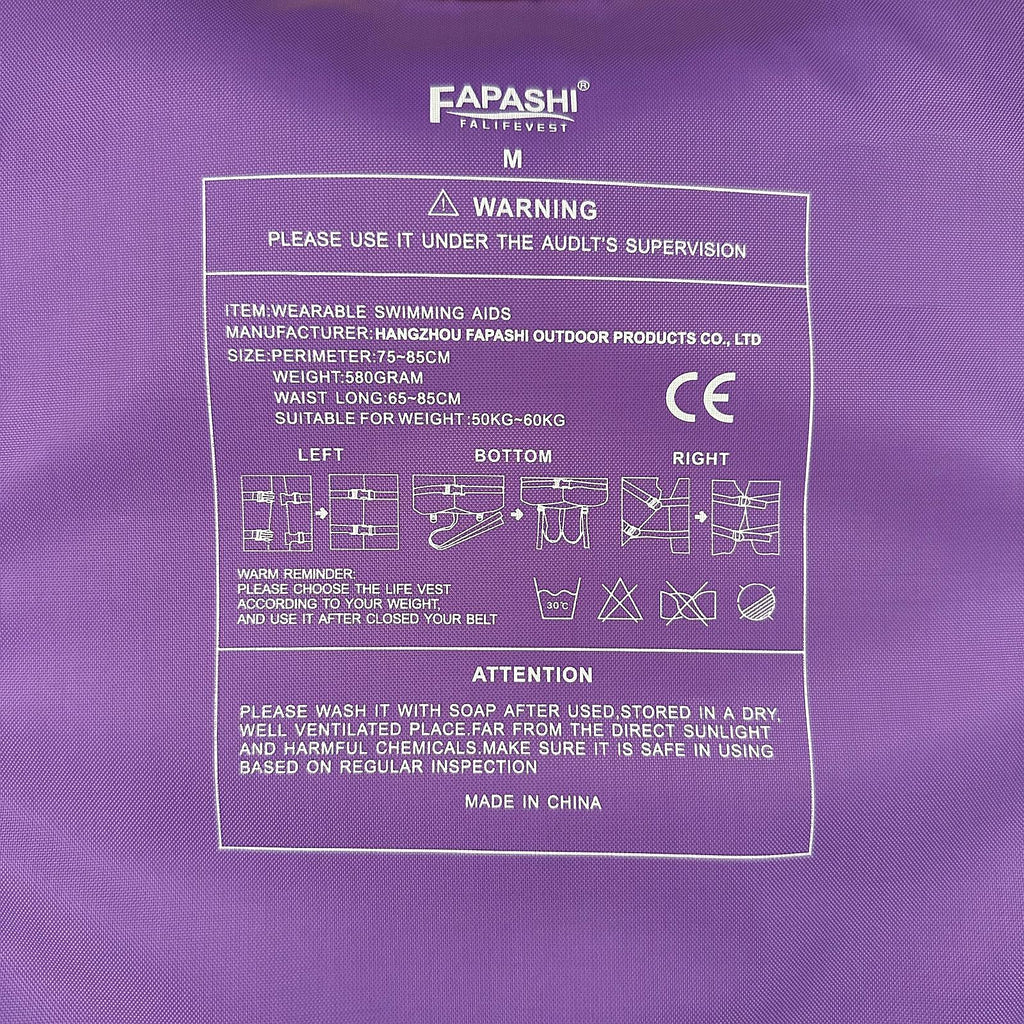 FAPASHI®
FALIFEVEST
M
WARNING
PLEASE USE IT UNDER THE AUDLT'S SUPERVISION
ITEM:WEARABLE SWIMMING AIDS
MANUFACTURER:HANGZHOU FAPASHI OUTDOOR PRODUCTS CO., LTD
SIZE:PERIMETER:75~85CM
WEIGHT:580GRAM
WAIST LONG:65~85CM
SUITABLE FOR WEIGHT:50KG~60KG
CE
LEFT BOTTOM RIGHT
WARM REMINDER:
PLEASE CHOOSE THE LIFE VEST
ACCORDING TO YOUR WEIGHT,
AND USE IT AFTER CLOSED YOUR BELT
30℃
ATTENTION
PLEASE WASH IT WITH SOAP AFTER USED,STORED IN A DRY,
WELL VENTILATED PLACE.FAR FROM THE DIRECT SUNLIGHT
AND HARMFUL CHEMICALS.MAKE SURE IT IS SAFE IN USING
BASED ON REGULAR INSPECTION
MADE IN CHINA